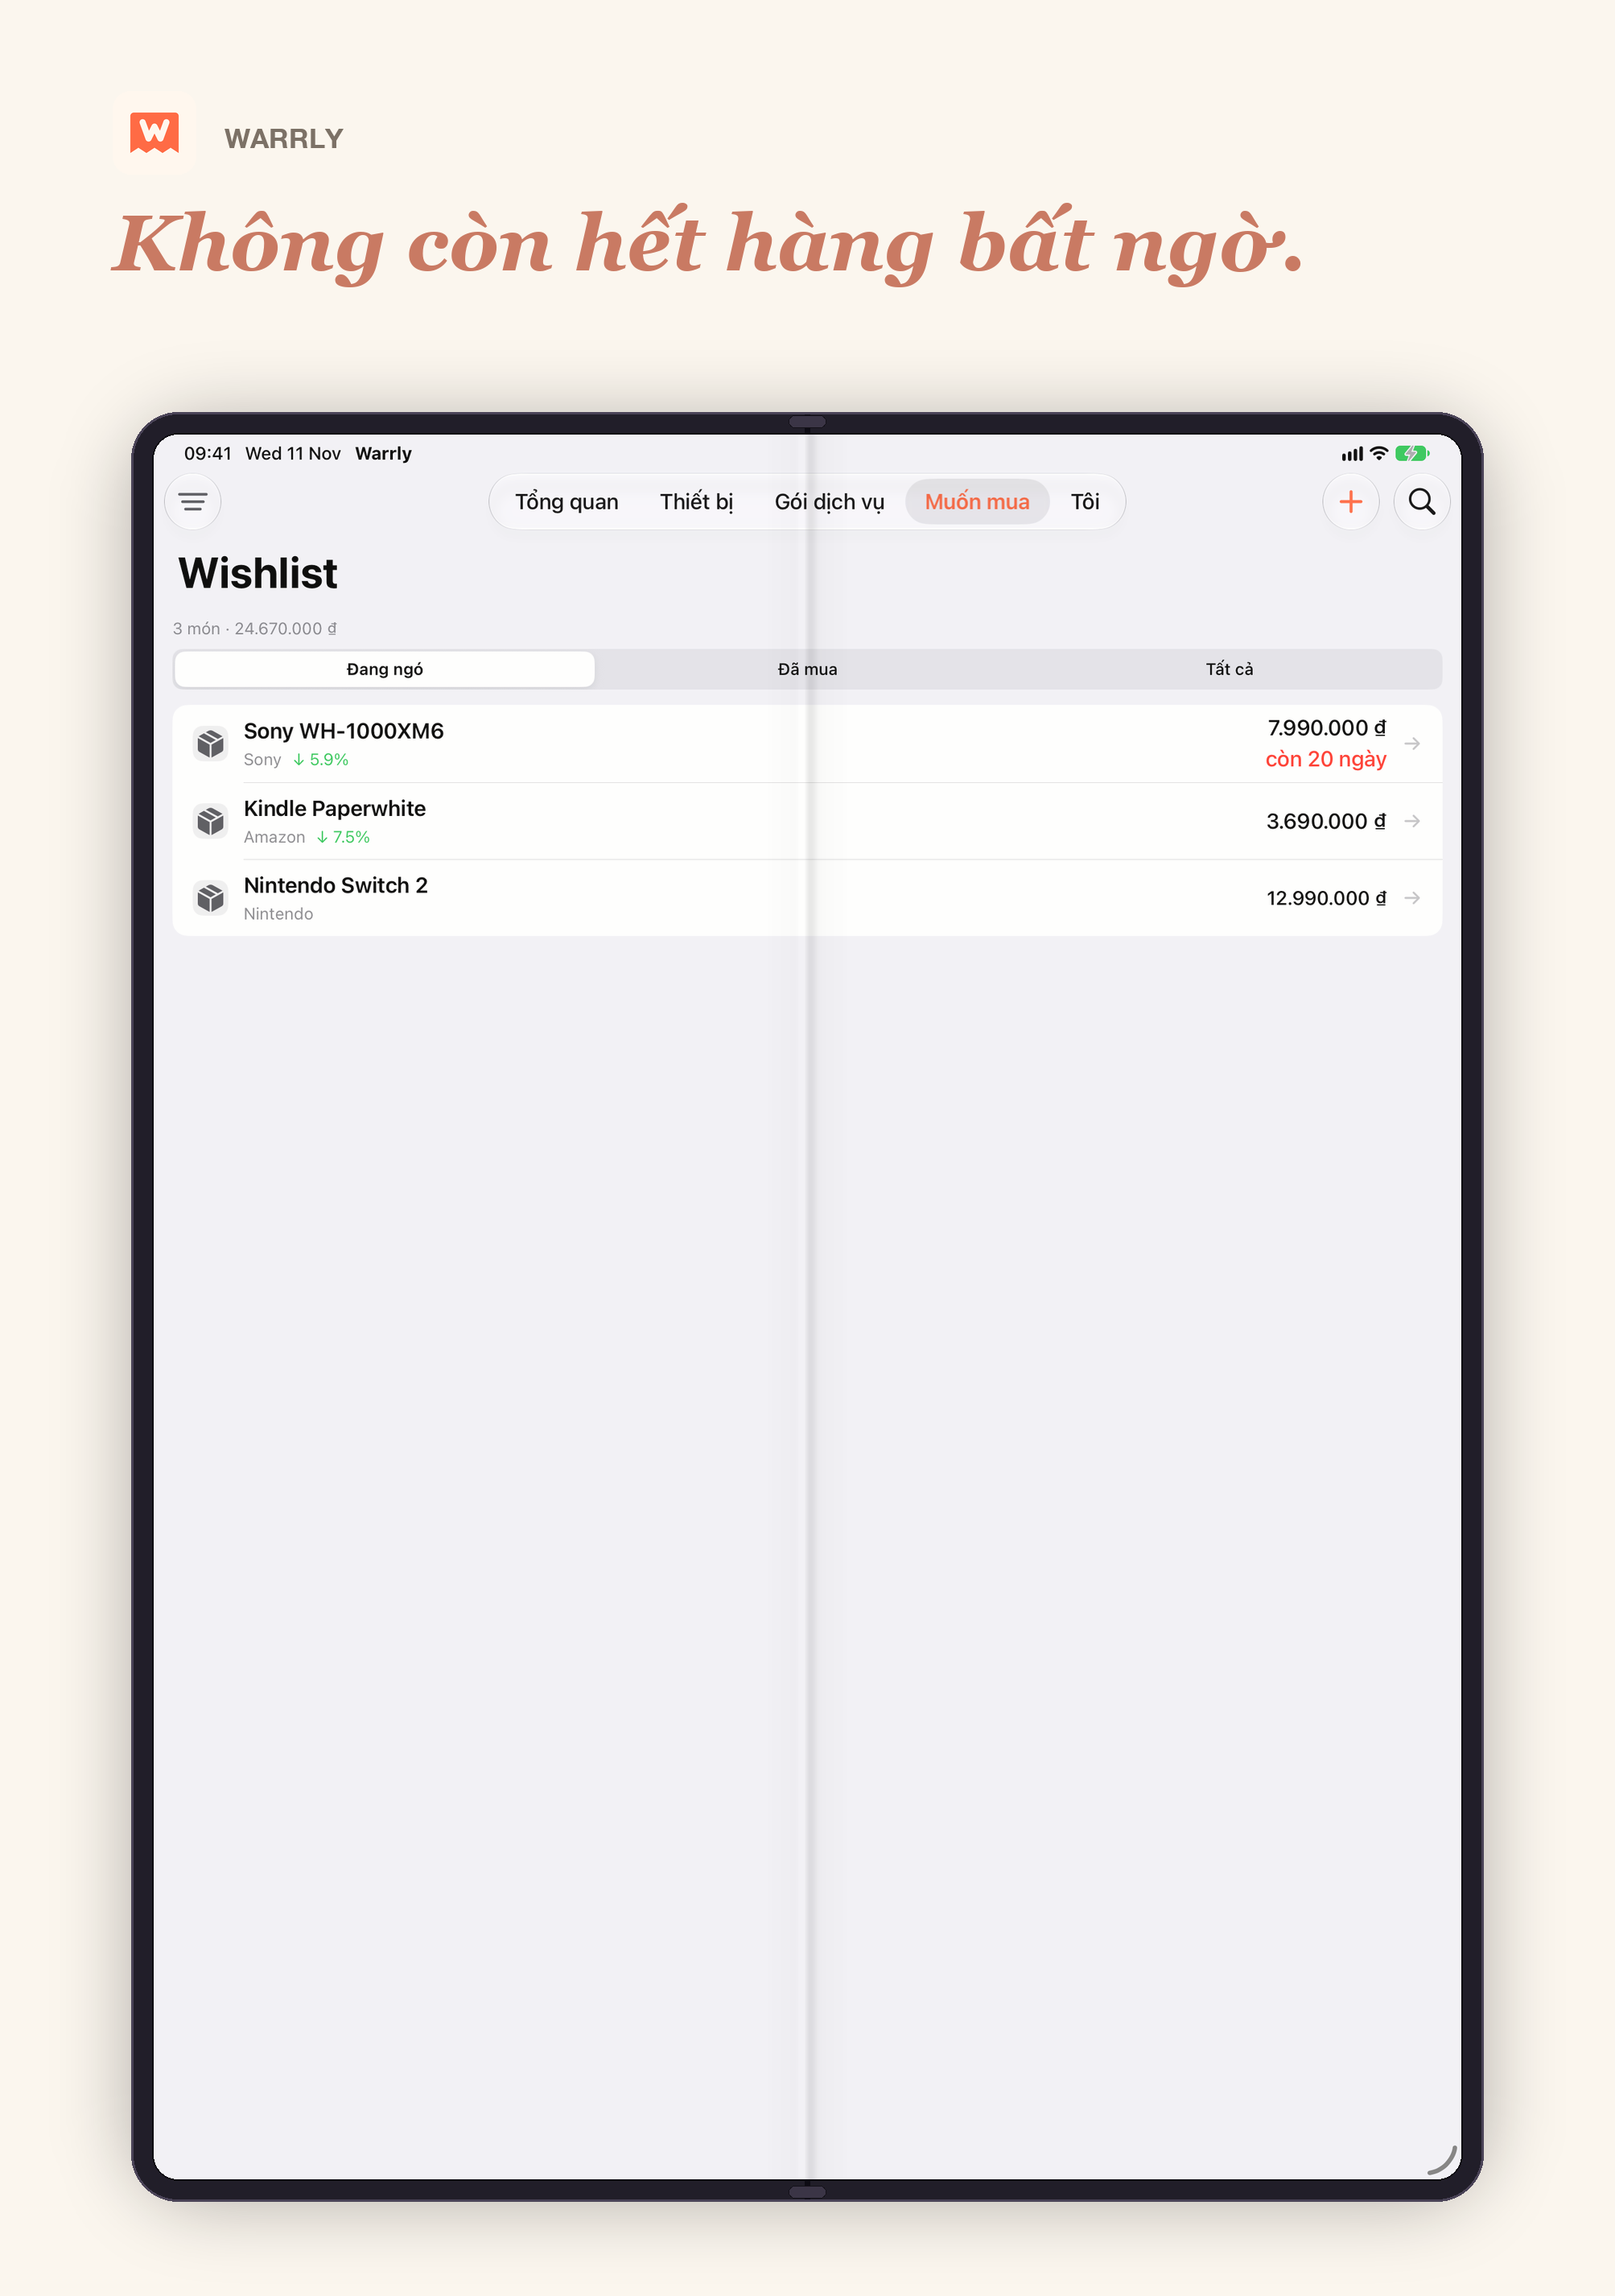 WARRLY
Không còn hết hàng bất ngờ.
09:41 Wed 11 Nov Warrly
Tổng quan Thiết bị Gói dịch vụ Muốn mua Tôi
Wishlist
3 món · 24.670.000 ₫
Đang ngó Đã mua Tất cả
Sony WH-1000XM6 7.990.000 ₫
Sony ↓ 5.9% còn 20 ngày
Kindle Paperwhite
Amazon ↓ 7.5% 3.690.000 ₫
Nintendo Switch 2
Nintendo 12.990.000 ₫